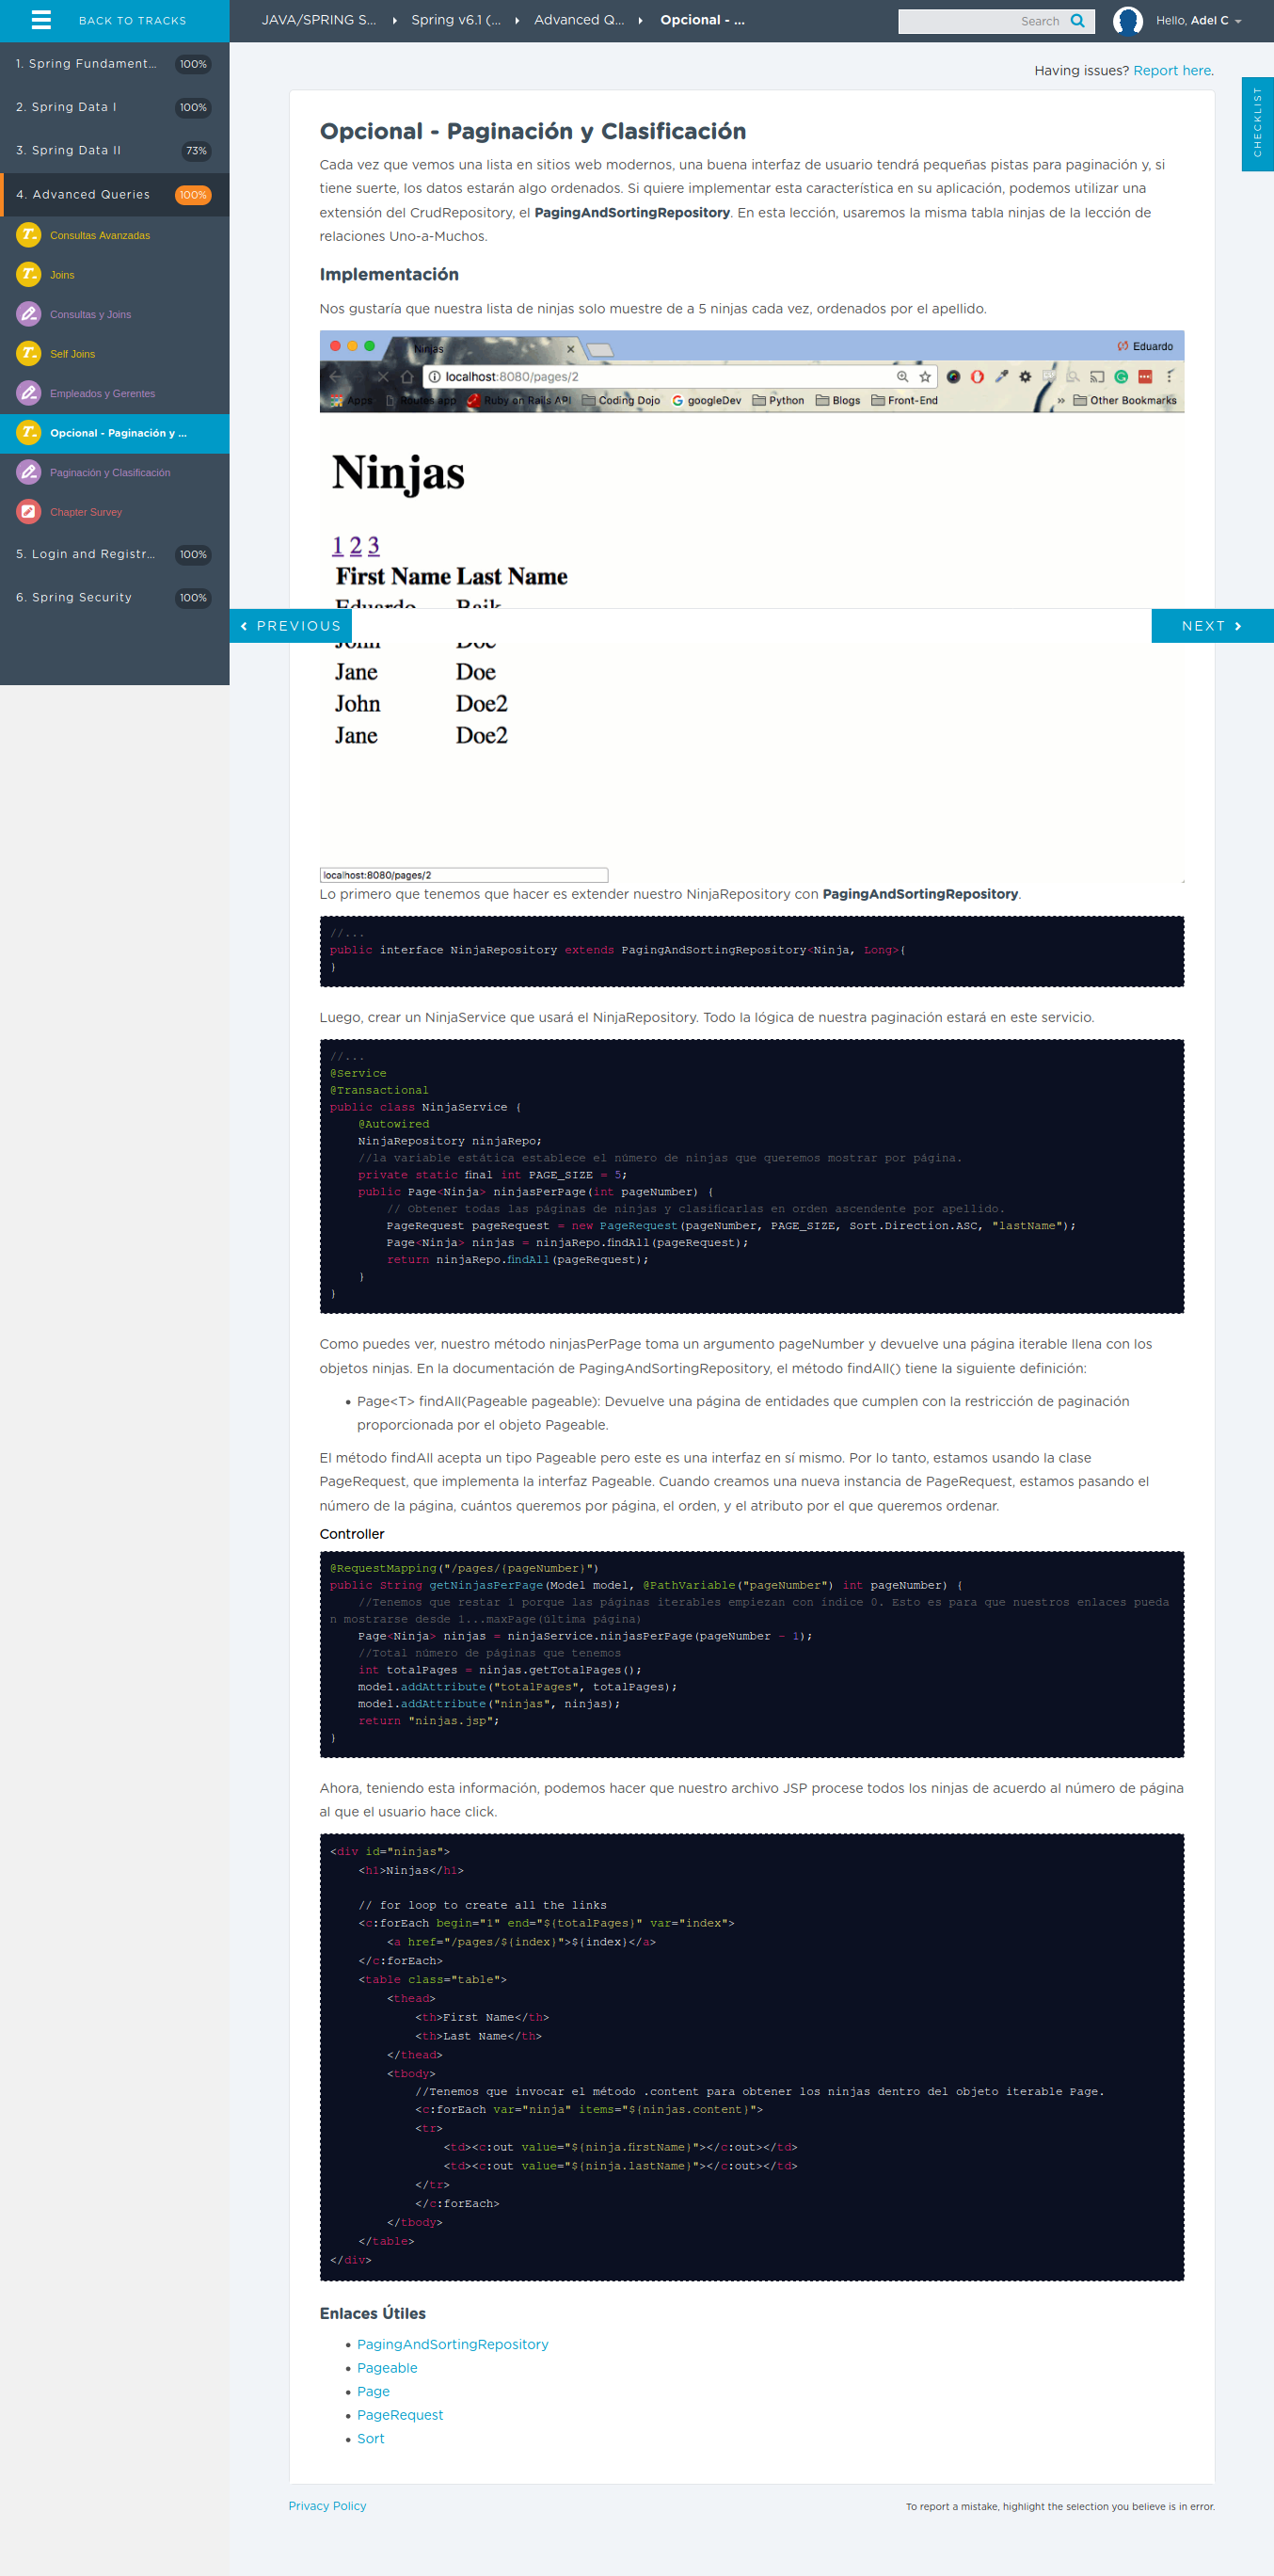 BACK TO TRACKS
JAVA/SPRING S...
Spring v6.1 (...
Advanced Q...
Opcional - ...
Search
Hello, Adel C
1. Spring Fundament... 100%
2. Spring Data I 100%
3. Spring Data II 73%
4. Advanced Queries 100%
Consultas Avanzadas
Joins
Consultas y Joins
Self Joins
Empleados y Gerentes
Opcional - Paginación y ...
Paginación y Clasificación
Chapter Survey
5. Login and Registr... 100%
6. Spring Security 100%
Having issues? Report here.
CHECKLIST
Opcional - Paginación y Clasificación
Cada vez que vemos una lista en sitios web modernos, una buena interfaz de usuario tendrá pequeñas pistas para paginación y, si
tiene suerte, los datos estarán algo ordenados. Si quiere implementar esta característica en su aplicación, podemos utilizar una
extensión del CrudRepository, el PagingAndSortingRepository. En esta lección, usaremos la misma tabla ninjas de la lección de
relaciones Uno-a-Muchos.
Implementación
Nos gustaría que nuestra lista de ninjas solo muestre de a 5 ninjas cada vez, ordenados por el apellido.
Ninjas
Eduardo
localhost:8080/pages/2
Apps Routes app Ruby on Rails API Coding Dojo googleDev Python Blogs Front-End » Other Bookmarks
Ninjas
1 2 3
First Name Last Name
Eduardo Baik
PREVIOUS
NEXT
John Doe
Jane Doe
John Doe2
Jane Doe2
localhost:8080/pages/2
Lo primero que tenemos que hacer es extender nuestro NinjaRepository con PagingAndSortingRepository.
//...
public interface NinjaRepository extends PagingAndSortingRepository<Ninja, Long>{
}
Luego, crear un NinjaService que usará el NinjaRepository. Todo la lógica de nuestra paginación estará en este servicio.
//...
@Service
@Transactional
public class NinjaService {
@Autowired
NinjaRepository ninjaRepo;
//la variable estática establece el número de ninjas que queremos mostrar por página.
private static final int PAGE_SIZE = 5;
public Page<Ninja> ninjasPerPage(int pageNumber) {
// Obtener todas las páginas de ninjas y clasificarlas en orden ascendente por apellido.
PageRequest pageRequest = new PageRequest(pageNumber, PAGE_SIZE, Sort.Direction.ASC, "lastName");
Page<Ninja> ninjas = ninjaRepo.findAll(pageRequest);
return ninjaRepo.findAll(pageRequest);
}
}
Como puedes ver, nuestro método ninjasPerPage toma un argumento pageNumber y devuelve una página iterable llena con los
objetos ninjas. En la documentación de PagingAndSortingRepository, el método findAll() tiene la siguiente definición:
• Page<T> findAll(Pageable pageable): Devuelve una página de entidades que cumplen con la restricción de paginación
proporcionada por el objeto Pageable.
El método findAll acepta un tipo Pageable pero este es una interfaz en sí mismo. Por lo tanto, estamos usando la clase
PageRequest, que implementa la interfaz Pageable. Cuando creamos una nueva instancia de PageRequest, estamos pasando el
número de la página, cuántos queremos por página, el orden, y el atributo por el que queremos ordenar.
Controller
@RequestMapping("/pages/{pageNumber}")
public String getNinjasPerPage(Model model, @PathVariable("pageNumber") int pageNumber) {
//Tenemos que restar 1 porque las páginas iterables empiezan con índice 0. Esto es para que nuestros enlaces pueda
n mostrarse desde 1...maxPage(última página)
Page<Ninja> ninjas = ninjaService.ninjasPerPage(pageNumber - 1);
//Total número de páginas que tenemos
int totalPages = ninjas.getTotalPages();
model.addAttribute("totalPages", totalPages);
model.addAttribute("ninjas", ninjas);
return "ninjas.jsp";
}
Ahora, teniendo esta información, podemos hacer que nuestro archivo JSP procese todos los ninjas de acuerdo al número de página
al que el usuario hace click.
<div id="ninjas">
<h1>Ninjas</h1>
// for loop to create all the links
<c:forEach begin="1" end="${totalPages}" var="index">
<a href="/pages/${index}">${index}</a>
</c:forEach>
<table class="table">
<thead>
<th>First Name</th>
<th>Last Name</th>
</thead>
<tbody>
//Tenemos que invocar el método .content para obtener los ninjas dentro del objeto iterable Page.
<c:forEach var="ninja" items="${ninjas.content}">
<tr>
<td><c:out value="${ninja.firstName}"></c:out></td>
<td><c:out value="${ninja.lastName}"></c:out></td>
</tr>
</c:forEach>
</tbody>
</table>
</div>
Enlaces Útiles
• PagingAndSortingRepository
• Pageable
• Page
• PageRequest
• Sort
Privacy Policy
To report a mistake, highlight the selection you believe is in error.